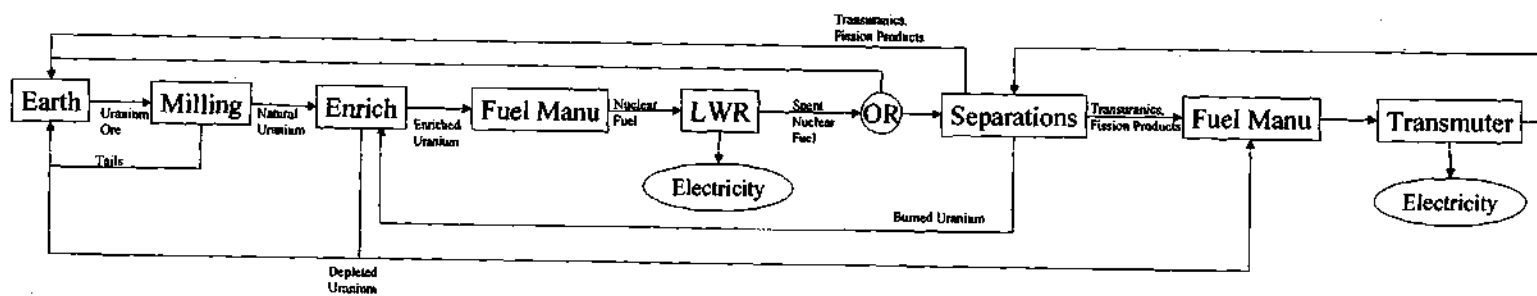 Transuranics,
Fission Products
Earth
Uranium
Ore
Milling
Natural
Uranium
Enrich
Enriched
Uranium
Fuel Manu
Nuclear
Fuel
LWR
Spent
Nuclear
Fuel
OR
Separations
Transuranics,
Fission Products
Fuel Manu
Transmuter
Tails
Electricity
Electricity
Burned Uranium
Depleted
Uranium